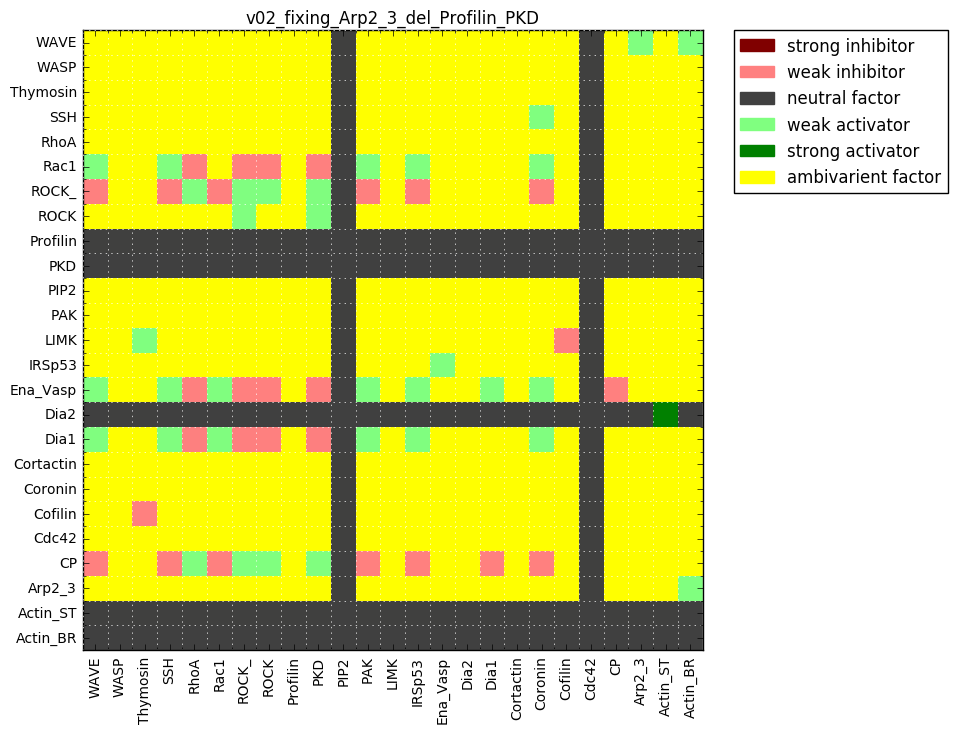 v02_fixing_Arp2_3_del_Profilin_PKD
WAVE
WASP
Thymosin
SSH
RhoA
Rac1
ROCK_
ROCK
Profilin
PKD
PIP2
PAK
LIMK
IRSp53
Ena_Vasp
Dia2
Dia1
Cortactin
Coronin
Cofilin
Cdc42
CP
Arp2_3
Actin_ST
Actin_BR
WAVE
WASP
Thymosin
SSH
RhoA
Rac1
ROCK_
ROCK
Profilin
PKD
PIP2
PAK
LIMK
IRSp53
Ena_Vasp
Dia2
Dia1
Cortactin
Coronin
Cofilin
Cdc42
CP
Arp2_3
Actin_ST
Actin_BR
strong inhibitor
weak inhibitor
neutral factor
weak activator
strong activator
ambivarient factor